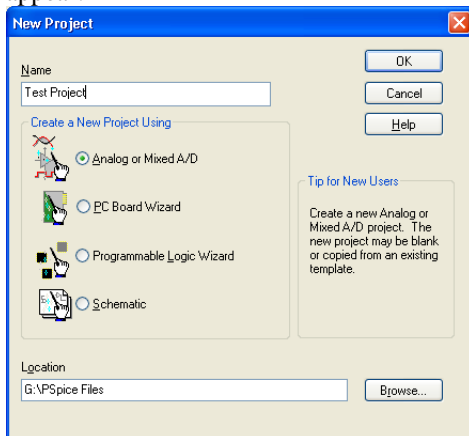 New Project
Name
Test Project
OK
Cancel
Help
Create a New Project Using
Analog or Mixed A/D
PC Board Wizard
Programmable Logic Wizard
Schematic
Tip for New Users
Create a new Analog or
Mixed A/D project. The
new project may be blank
or copied from an existing
template.
Location
G:\PSpice Files
Browse...